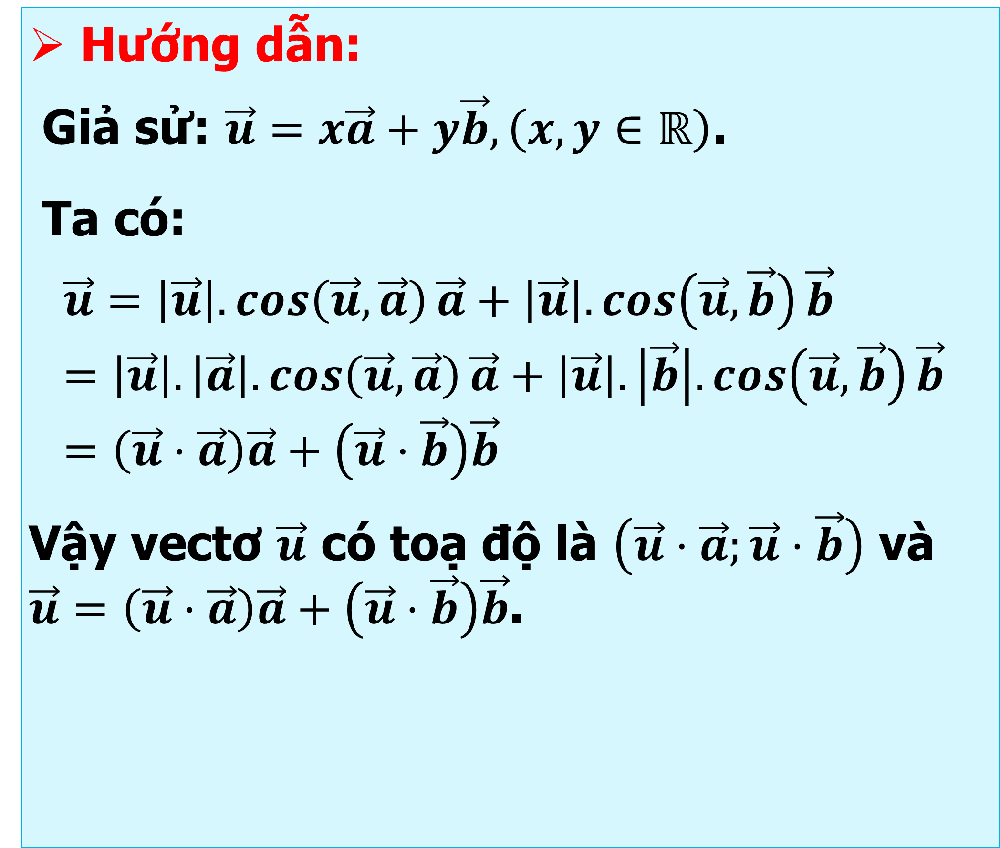 ➢ Hướng dẫn:
Giả sử: $\vec{u} = x\vec{a} + y\vec{b}, (x, y \in \mathbb{R})$.
Ta có:
$\vec{u} = |\vec{u}|.cos(\vec{u}, \vec{a}) \vec{a} + |\vec{u}|.cos(\vec{u}, \vec{b}) \vec{b}$
$= |\vec{u}|.|\vec{a}|.cos(\vec{u}, \vec{a}) \vec{a} + |\vec{u}|.|\vec{b}|.cos(\vec{u}, \vec{b}) \vec{b}$
$= (\vec{u} \cdot \vec{a})\vec{a} + (\vec{u} \cdot \vec{b})\vec{b}$
Vậy vectơ $\vec{u}$ có toạ độ là $(\vec{u} \cdot \vec{a}; \vec{u} \cdot \vec{b})$ và
$\vec{u} = (\vec{u} \cdot \vec{a})\vec{a} + (\vec{u} \cdot \vec{b})\vec{b}$.